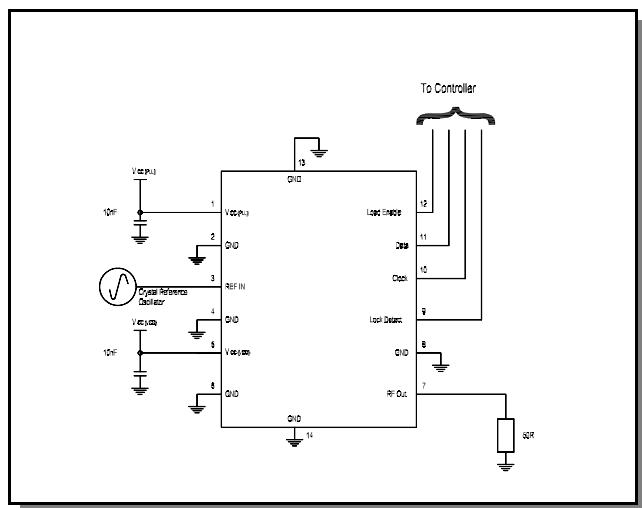 To Controller
13
GND
Vcc (PLL)
10nF
1
Vcc (PLL)
12
Load Enable
2
GND
11
Data
3
REF IN
10
Clock
Crystal Reference
Oscillator
4
GND
9
Lock Detect
Vcc (VCO)
10nF
5
Vcc (VCO)
8
GND
6
GND
7
RF Out
GND
14
50R